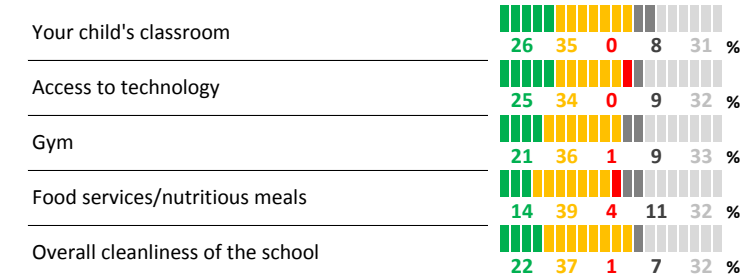 Your child's classroom
26 35 0 8 31 %
Access to technology
25 34 0 9 32 %
Gym
21 36 1 9 33 %
Food services/nutritious meals
14 39 4 11 32 %
Overall cleanliness of the school
22 37 1 7 32 %